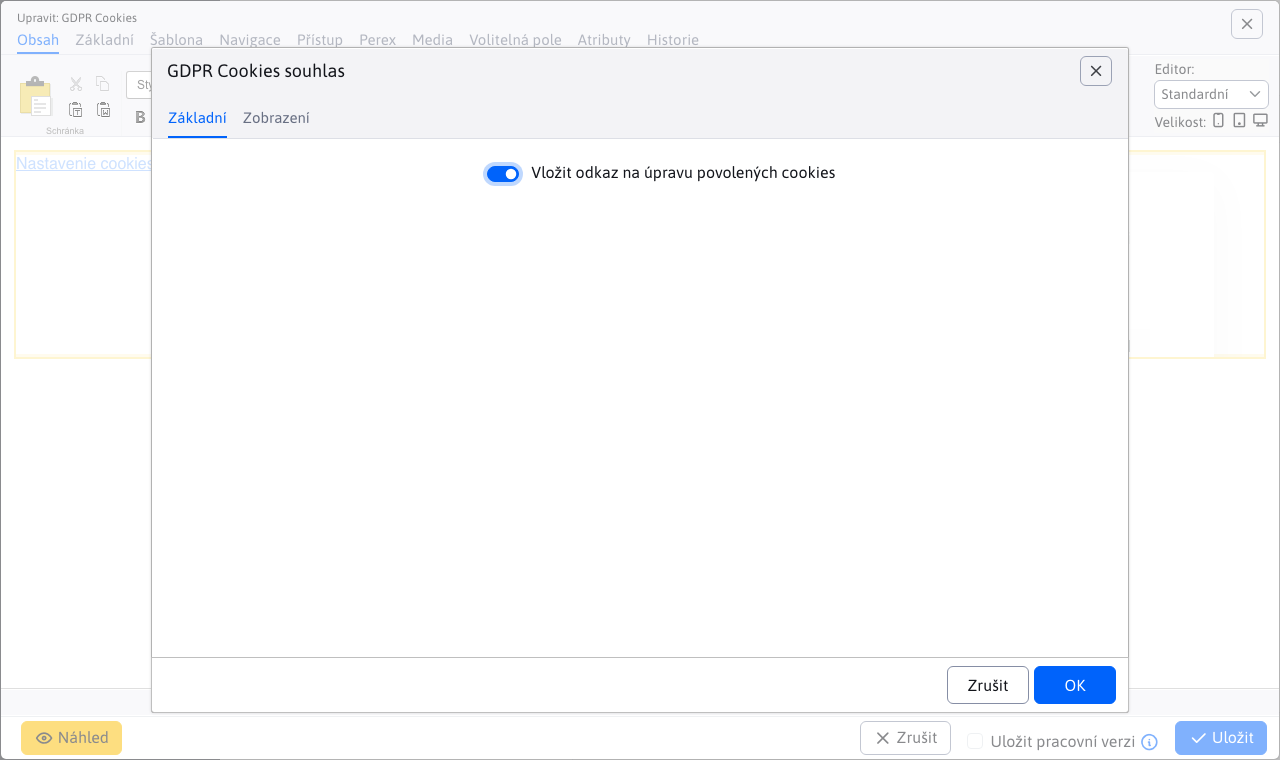 Upravit: GDPR Cookies
Obsah Základní Šablona Navigace Přístup Perex Media Volitelná pole Atributy Historie
GDPR Cookies souhlas
Základní Zobrazení
Vložit odkaz na úpravu povolených cookies
Schránka
B
Editor:
Standardní
Velikost:
Nastavenie cookies
Zrušit OK
Náhled
Zrušit Uložit pracovní verzi Uložit